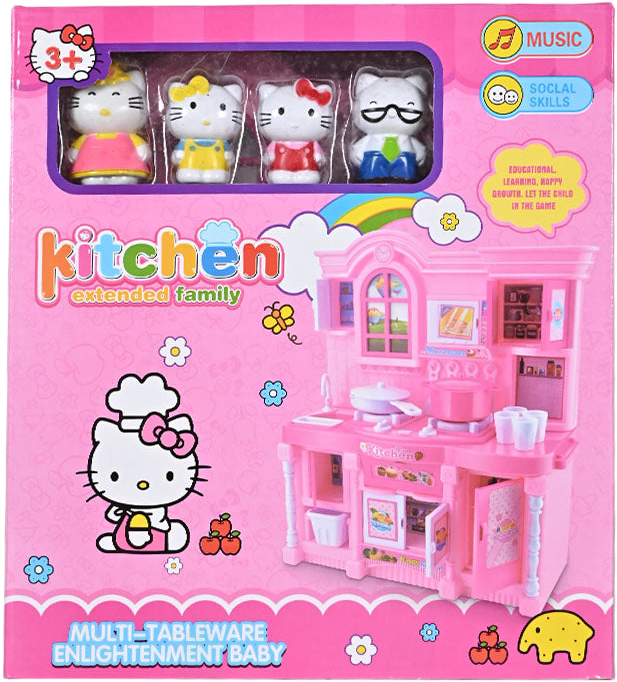 3+
MUSIC
SOCLAL
SKILLS
EDUCATIONAL,
LEARNING, HAPPY
GROWTH. LET THE CHILD
IN THE GAME
kitchen
extended family
Kitchen
MULTI-TABLEWARE
ENLIGHTENMENT BABY